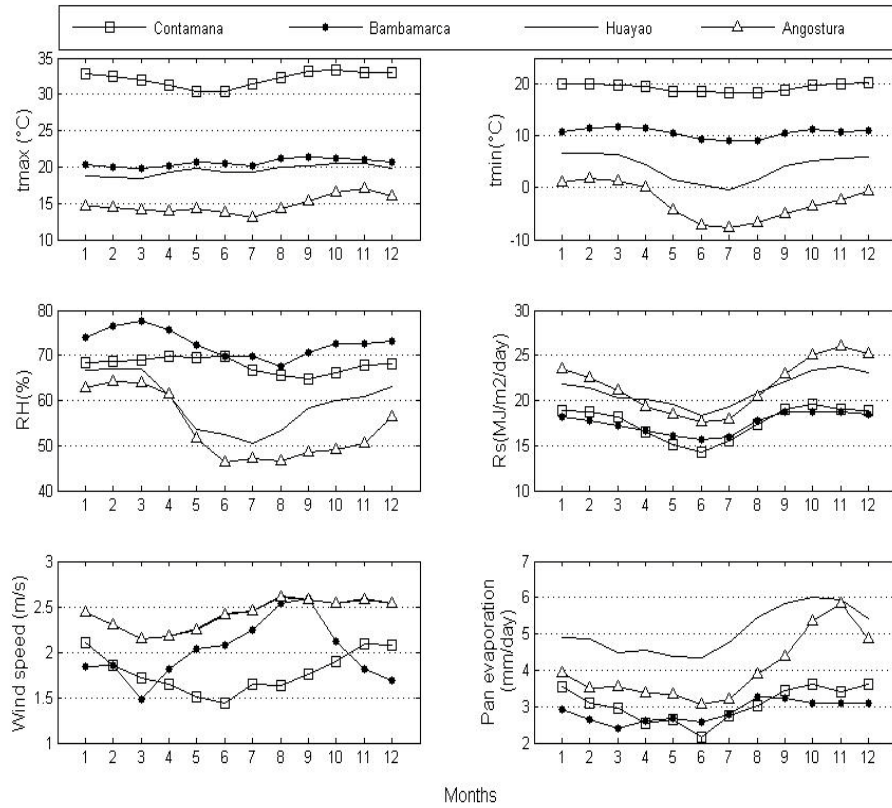 Contamana Bambamarca Huayao Angostura
35
30
25
20
15
10
tmax (°C)
1 2 3 4 5 6 7 8 9 10 11 12
20
10
0
-10
tmin(°C)
1 2 3 4 5 6 7 8 9 10 11 12
80
70
60
50
40
RH(%)
1 2 3 4 5 6 7 8 9 10 11 12
30
25
20
15
10
Rs(MJ/m2/day)
1 2 3 4 5 6 7 8 9 10 11 12
3
2.5
2
1.5
1
Wind speed (m/s)
1 2 3 4 5 6 7 8 9 10 11 12
7
6
5
4
3
2
Pan evaporation
(mm/day)
1 2 3 4 5 6 7 8 9 10 11 12
Months